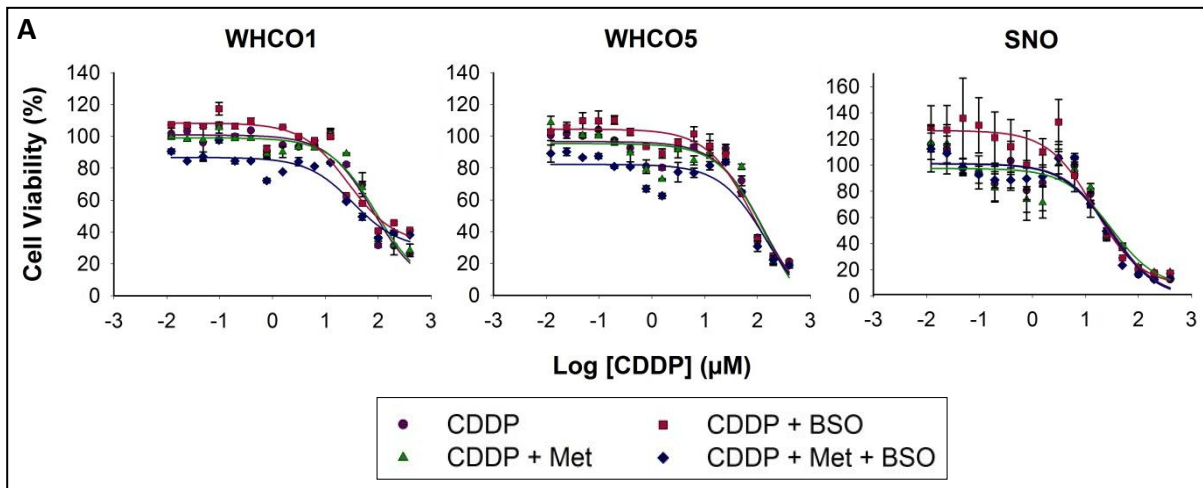 A
WHCO1
WHCO5
SNO
Cell Viability (%)
140
120
100
80
60
40
20
0
-3 -2 -1 0 1 2 3
140
120
100
80
60
40
20
0
-3 -2 -1 0 1 2 3
160
140
120
100
80
60
40
20
0
-3 -2 -1 0 1 2 3
Log [CDDP] (µM)
CDDP
CDDP + BSO
CDDP + Met
CDDP + Met + BSO